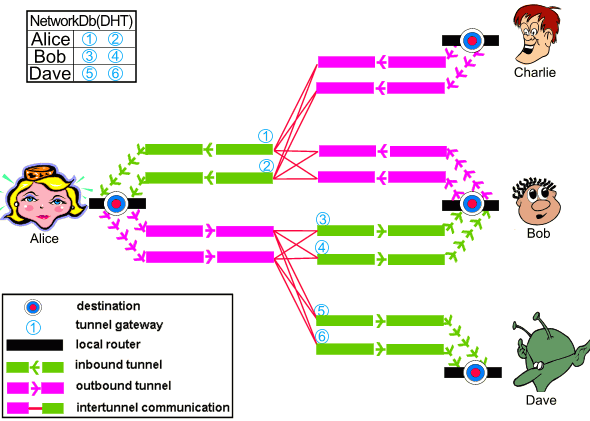 NetworkDb(DHT)
Alice 1 2
Bob 3 4
Dave 5 6
Charlie
1
2
Alice
3
4
Bob
5
6
Dave
destination
1 tunnel gateway
local router
inbound tunnel
outbound tunnel
intertunnel communication